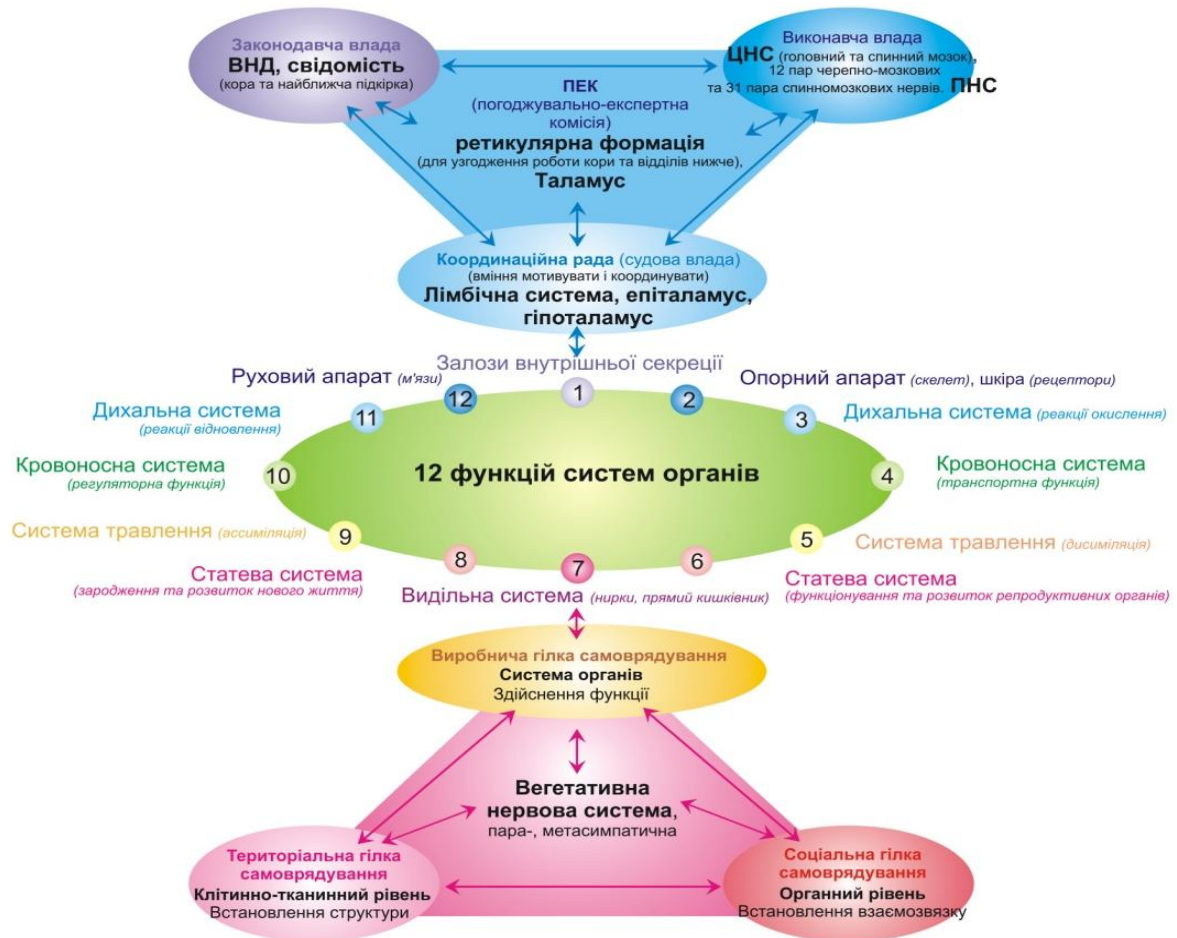 Законодавча влада
ВНД, свідомість
(кора та найближча підкірка)
Виконавча влада
ЦНС (головний та спинний мозок),
12 пар черепно-мозкових
та 31 пара спинномозкових нервів. ПНС
ПЕК
(погоджувально-експертна
комісія)
ретикулярна формація
(для узгодження роботи кори та відділів нижче),
Таламус
Координаційна рада (судова влада)
(вміння мотивувати і координувати)
Лімбічна система, епіталамус,
гіпоталамус
Залози внутрішньої секреції
Руховий апарат (м'язи)
Опорний апарат (скелет), шкіра (рецептори)
12
1
2
Дихальна система
(реакції відновлення)
11
3
Дихальна система (реакції окислення)
Кровоносна система
(регуляторна функція)
10
12 функцій систем органів
4
Кровоносна система
(транспортна функція)
Система травлення (ассиміляція)
9
5
Система травлення (дисиміляція)
8
7
6
Статева система
(зародження та розвиток нового життя)
Видільна система (нирки, прямий кишківник)
Статева система
(функціонування та розвиток репродуктивних органів)
Виробнича гілка самоврядування
Система органів
Здійснення функції
Вегетативна
нервова система,
пара-, метасимпатична
Територіальна гілка
самоврядування
Клітинно-тканинний рівень
Встановлення структури
Соціальна гілка
самоврядування
Органний рівень
Встановлення взаємозвязку